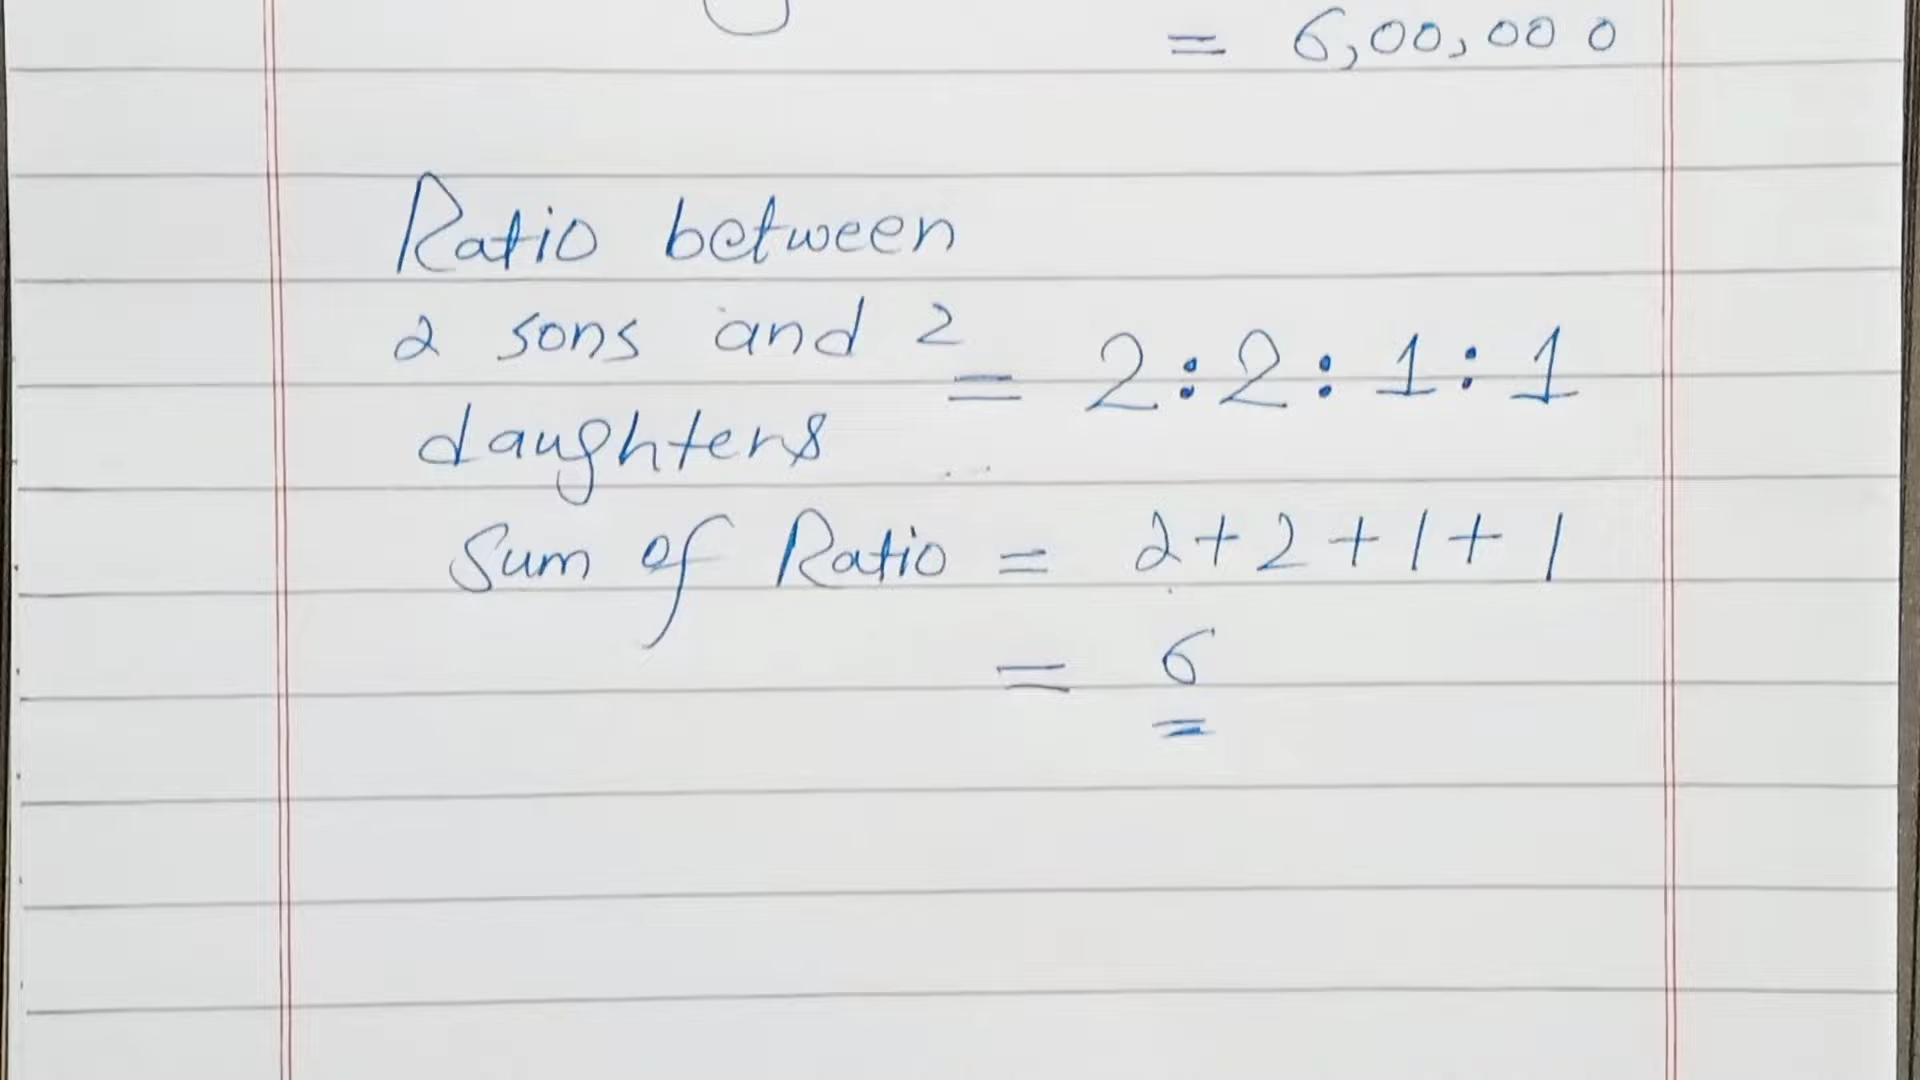 = 6,00,000
Ratio between
2 sons and 2
= 2:2:1:1
daughters
Sum of Ratio = 2+2+1+1
= 6